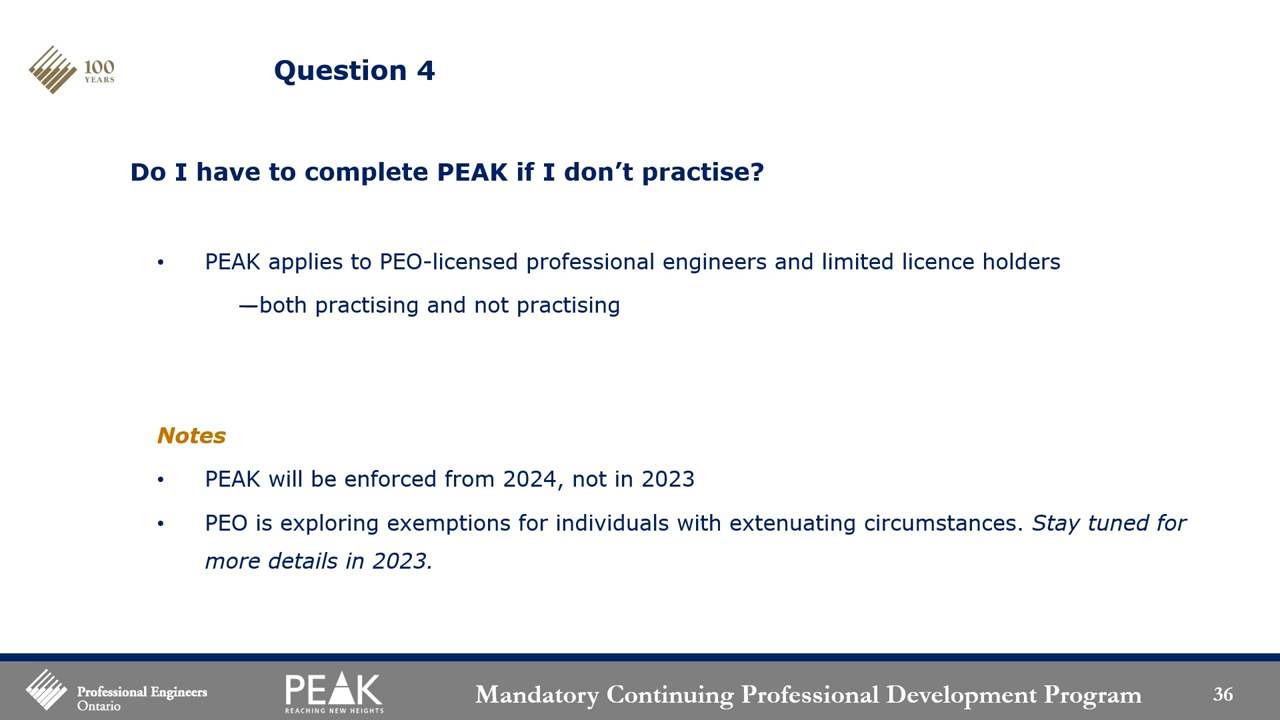 100
YEARS
Question 4
Do I have to complete PEAK if I don’t practise?
• PEAK applies to PEO-licensed professional engineers and limited licence holders
—both practising and not practising
Notes
• PEAK will be enforced from 2024, not in 2023
• PEO is exploring exemptions for individuals with extenuating circumstances. Stay tuned for
more details in 2023.
Professional Engineers
Ontario
PEAK
REACHING NEW HEIGHTS
Mandatory Continuing Professional Development Program
36